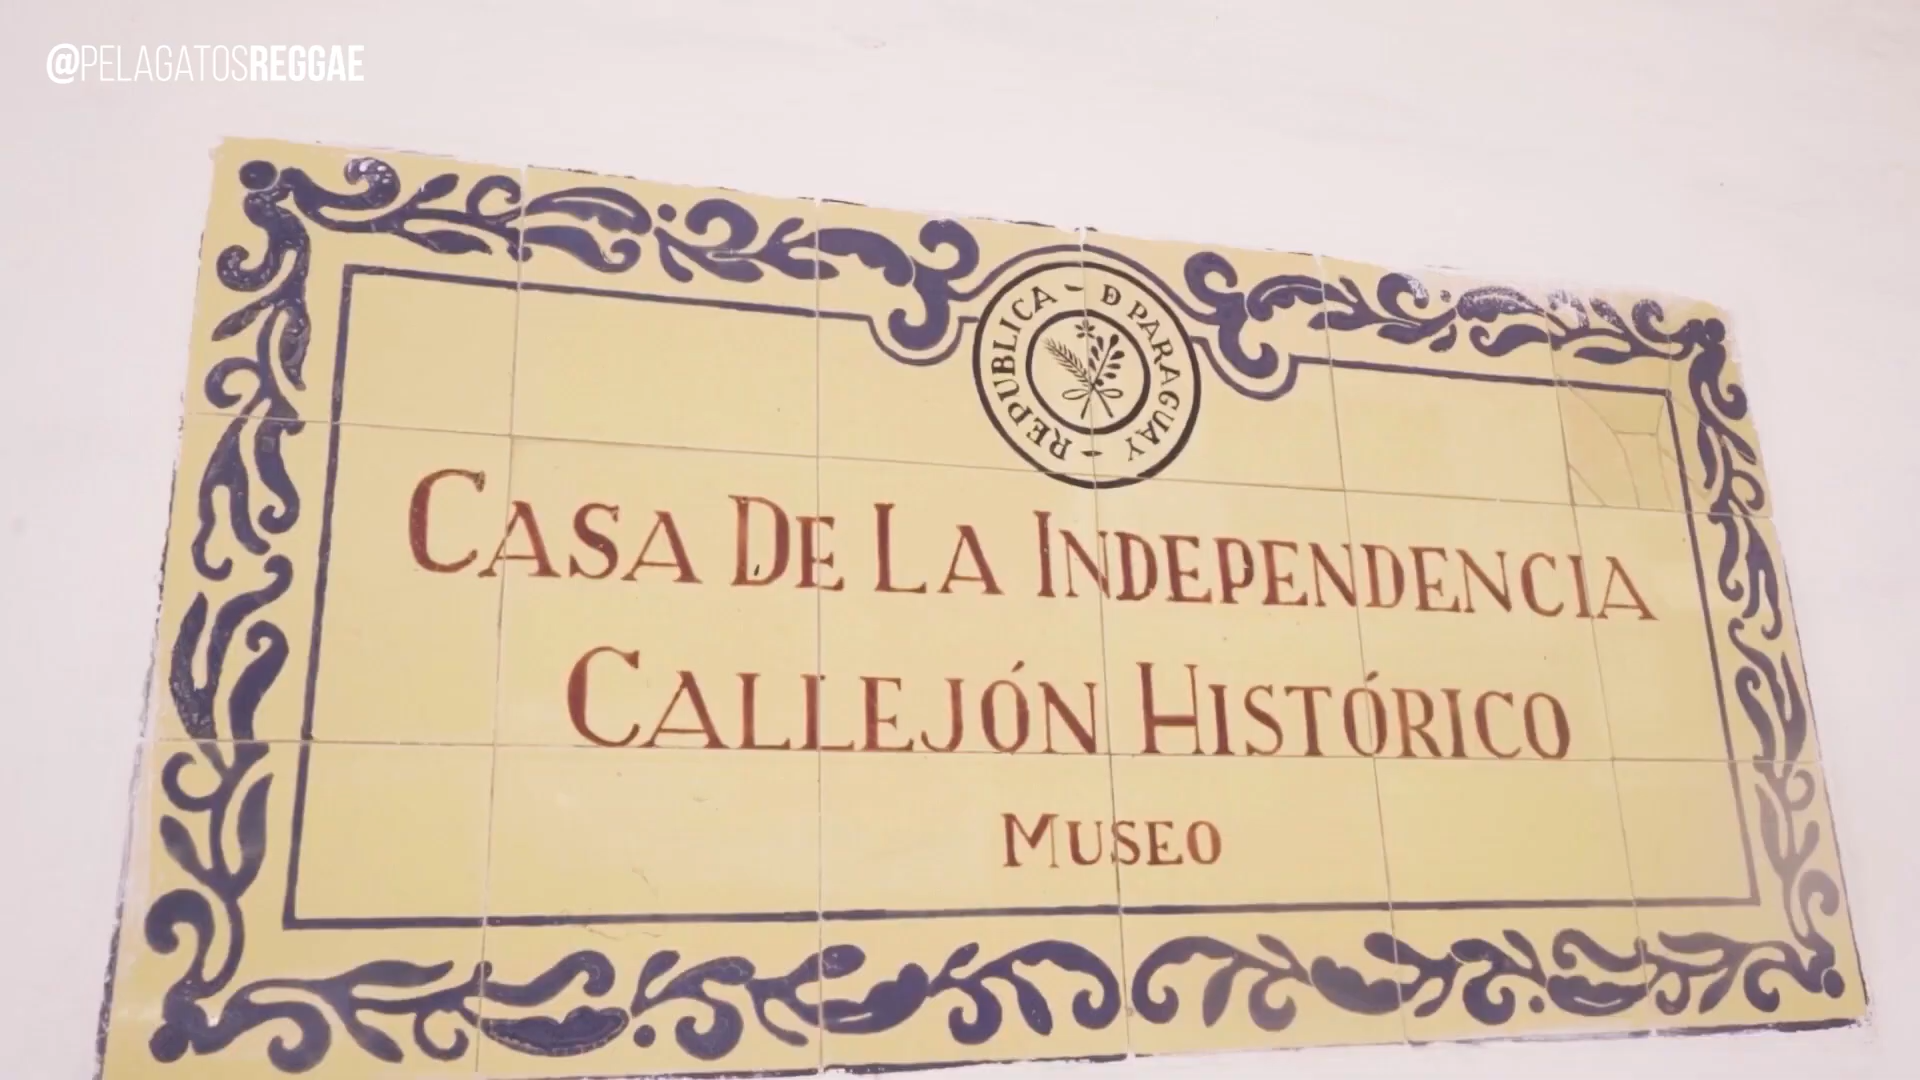 @PELAGATOSREGGAE
REPUBLICA - D PARAGUAY -
CASA DE LA INDEPENDENCIA
CALLEJÓN HISTÓRICO
MUSEO